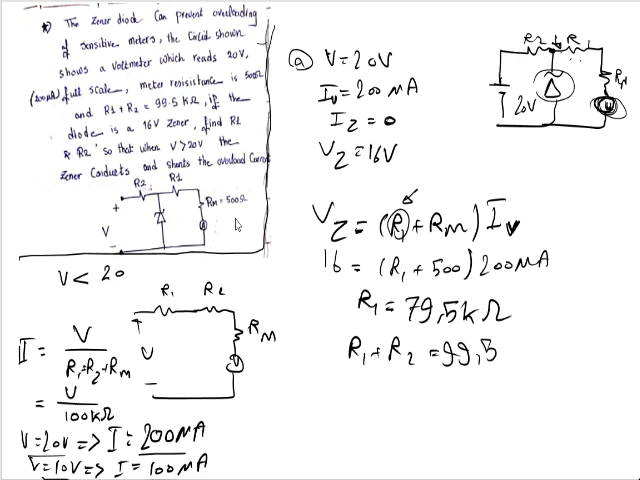 The Zener diode Can prevent overloading
of sensitive meters, the Circuit shown
shows a Voltmeter which reads 20V,
full scale, meter resistance is 500Ω
and R1 + R2 = 99.5 KΩ, if the
diode is a 16V Zener, find R1
& R2 so that when V>20V the
Zener Conducts and shunts the overload Current
R2
R1
+
RM = 500Ω
V
-
V < 20
R1
R2
RM
+
V
-
I = V / R1+R2+RM
= V / 100KΩ
V=20V => I = 200MA
V=10V => I = 100MA
a V = 20V
Iv = 200 MA
IZ = 0
VZ = 16V
R2
R1
RM
20V
VZ = (R1 + RM) Iv
16 = (R1 + 500) 200MA
R1 = 79,5kΩ
R1 + R2 = 99,5